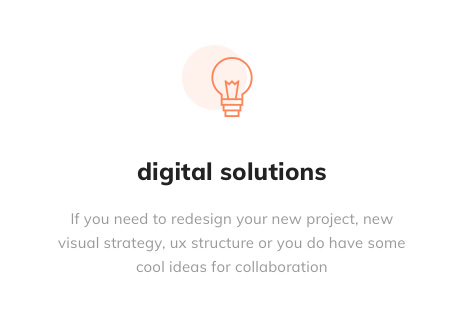 digital solutions
If you need to redesign your new project, new
visual strategy, ux structure or you do have some
cool ideas for collaboration